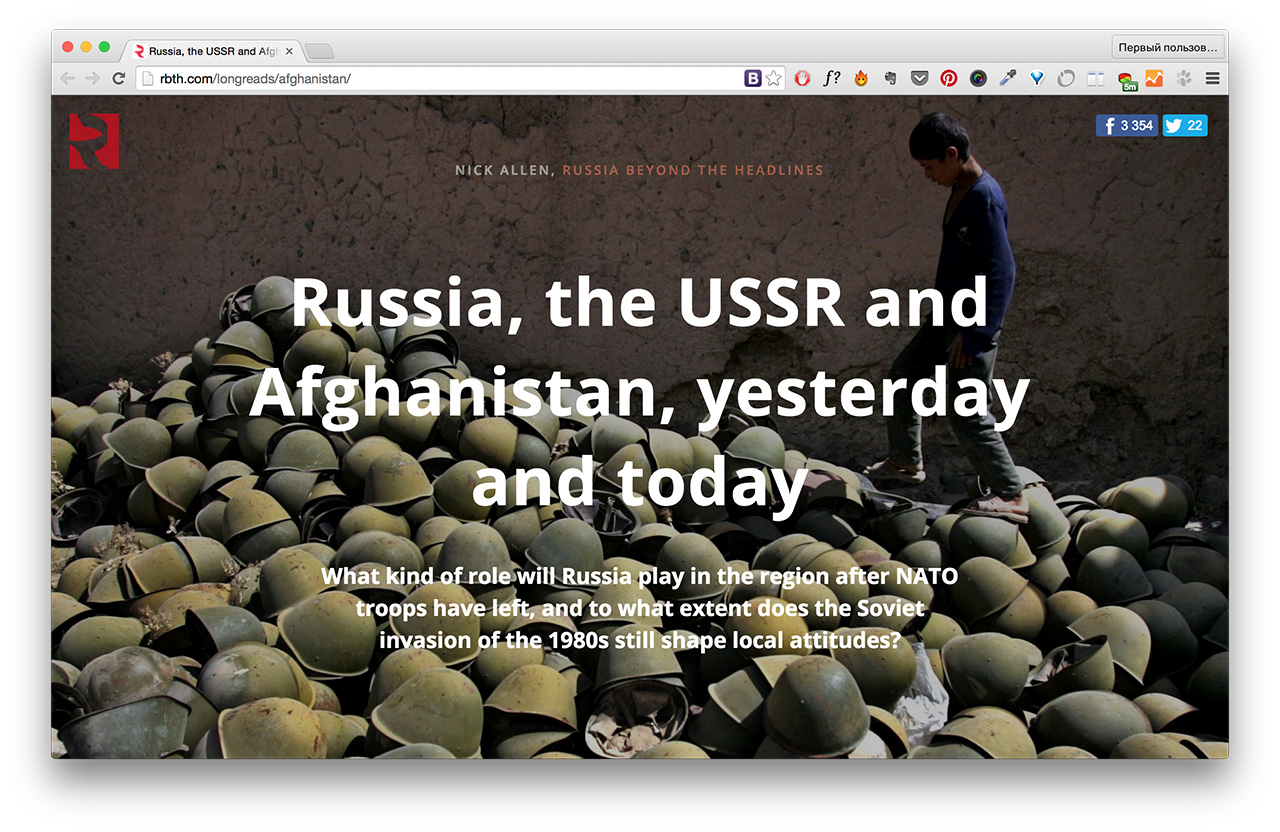 Russia, the USSR and Afgh
Первый пользов…
rbth.com/longreads/afghanistan/
B
f?
5m
f 3 354
22
NICK ALLEN, RUSSIA BEYOND THE HEADLINES
Russia, the USSR and
Afghanistan, yesterday
and today
What kind of role will Russia play in the region after NATO
troops have left, and to what extent does the Soviet
invasion of the 1980s still shape local attitudes?